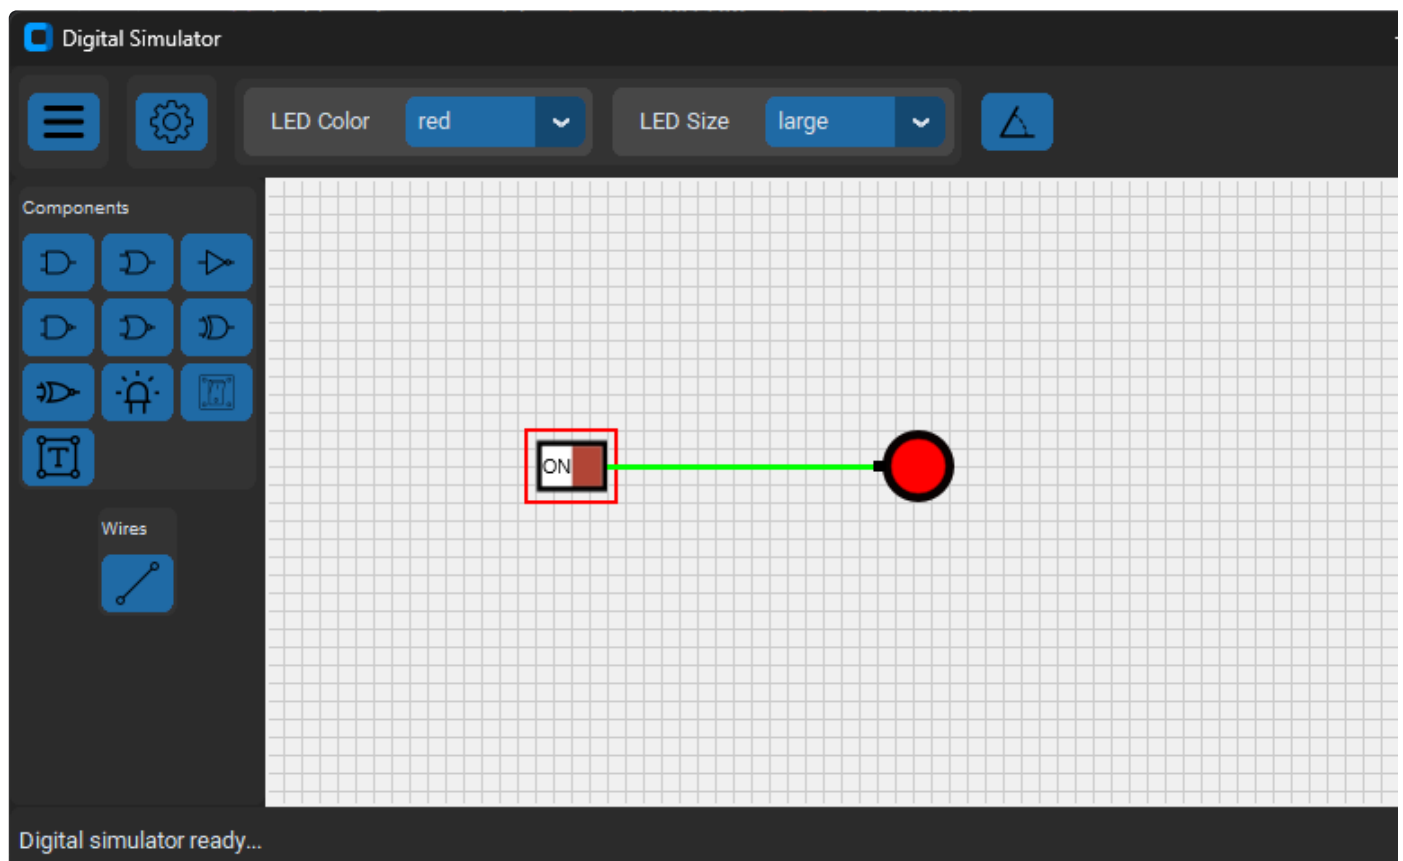 Digital Simulator
LED Color red LED Size large
Components
T
ON
Wires
Digital simulator ready...